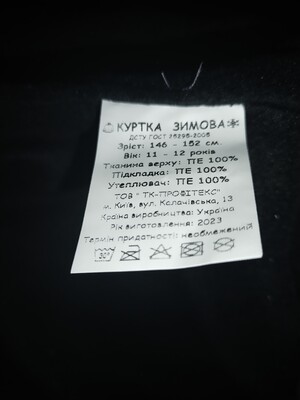 КУРТКА ЗИМОВА
ДСТУ ГОСТ 25295-2005
Зріст: 146 - 152 см.
Вік: 11 - 12 років
Тканина верху: ПЕ 100%
Підкладка: ПЕ 100%
Утеплювач: ПЕ 100%
ТОВ " ТК-ПРОФІТЕКС"
м. Київ, вул. Качалівська, 13
Країна виробництва: Україна
Рік виготовлення: 2023
Термін придатності: необмежений
30°